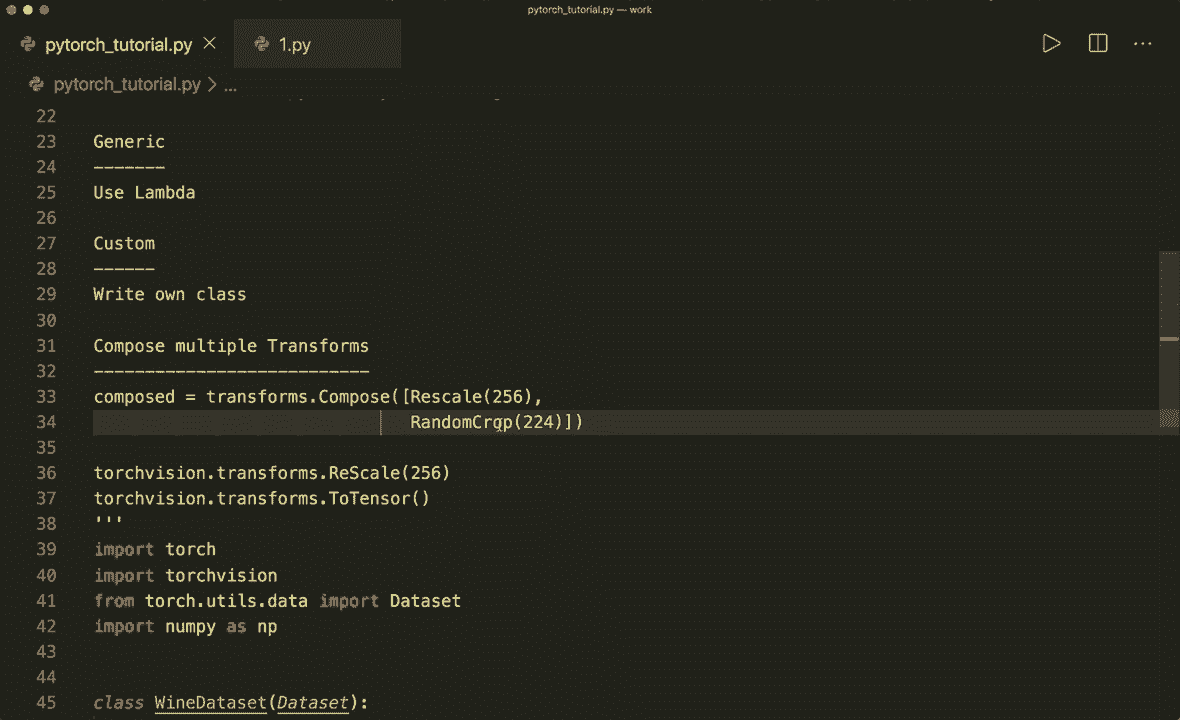 pytorch_tutorial.py — work
pytorch_tutorial.py 1.py
pytorch_tutorial.py > ...
22
23 Generic
24 -------
25 Use Lambda
26
27 Custom
28 ------
29 Write own class
30
31 Compose multiple Transforms
32 ---------------------------
33 composed = transforms.Compose([Rescale(256),
34 RandomCrop(224)])
35
36 torchvision.transforms.ReScale(256)
37 torchvision.transforms.ToTensor()
38 '''
39 import torch
40 import torchvision
41 from torch.utils.data import Dataset
42 import numpy as np
43
44
45 class WineDataset(Dataset):